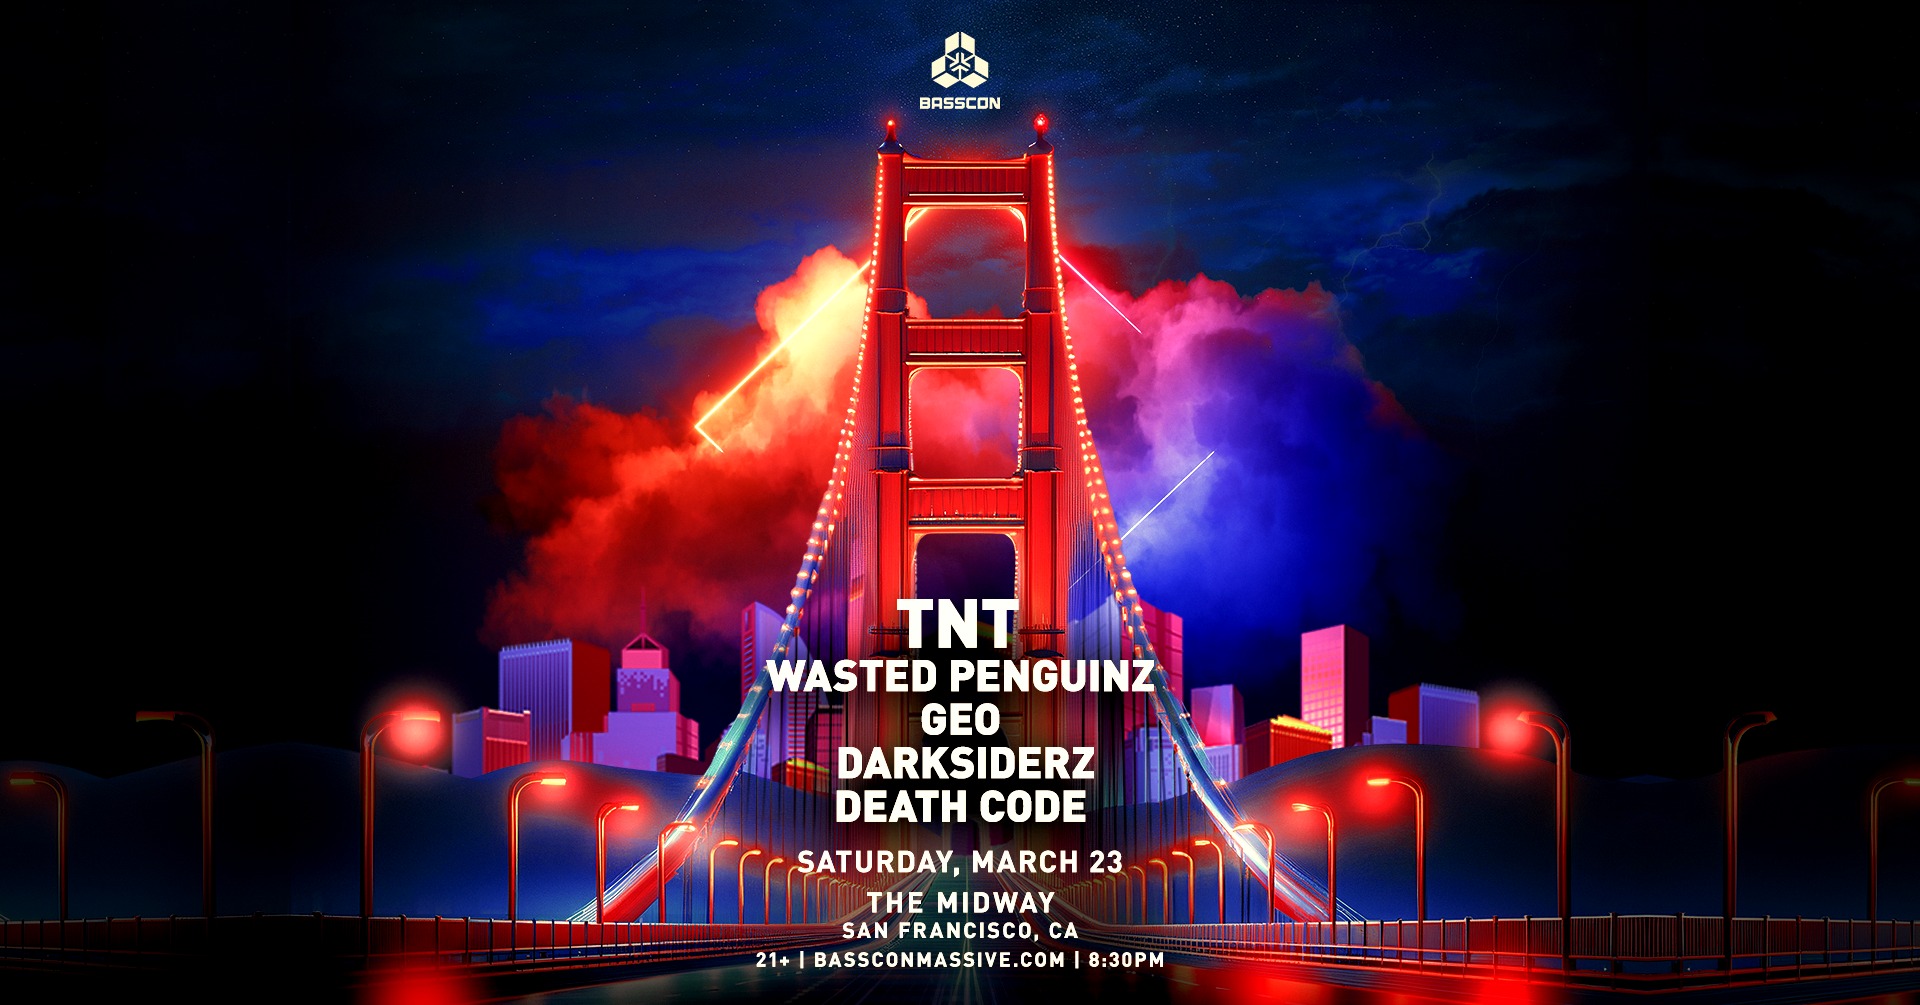 BASSCON
TNT
WASTED PENGUINZ
GEO
DARKSIDERZ
DEATH CODE
SATURDAY, MARCH 23
THE MIDWAY
SAN FRANCISCO, CA
21+ | BASSCONMASSIVE.COM | 8:30PM